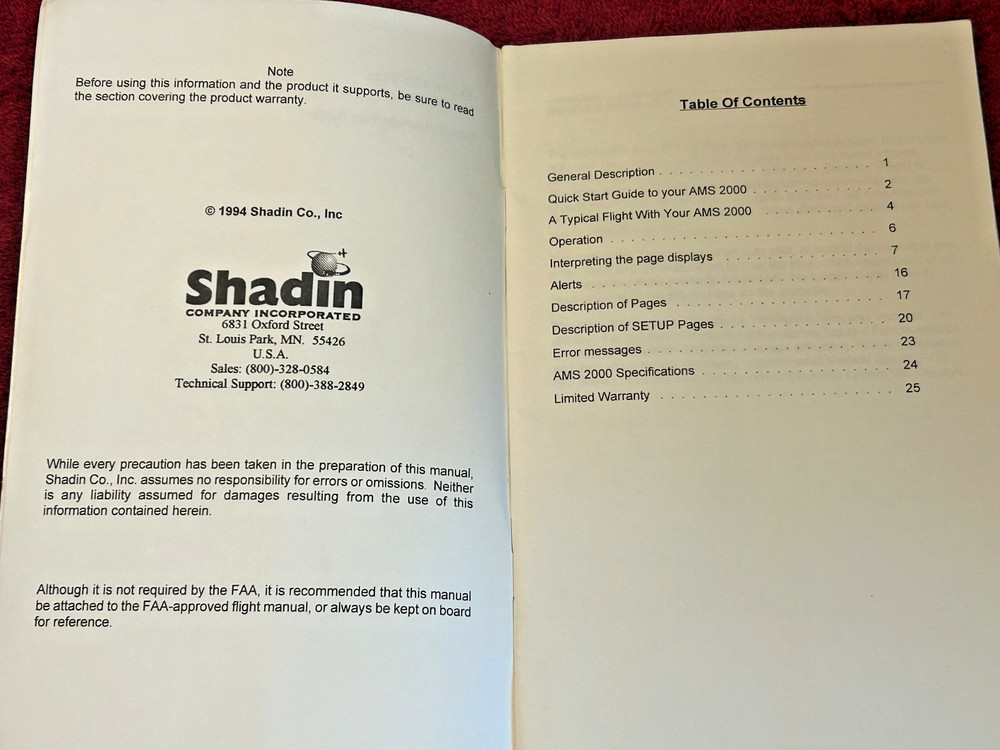 Note
Before using this information and the product it supports, be sure to read
the section covering the product warranty.
© 1994 Shadin Co., Inc
Shadin
COMPANY INCORPORATED
6831 Oxford Street
St. Louis Park, MN. 55426
U.S.A.
Sales: (800)-328-0584
Technical Support: (800)-388-2849
While every precaution has been taken in the preparation of this manual,
Shadin Co., Inc. assumes no responsibility for errors or omissions. Neither
is any liability assumed for damages resulting from the use of this
information contained herein.
Although it is not required by the FAA, it is recommended that this manual
be attached to the FAA-approved flight manual, or always be kept on board
for reference.
Table Of Contents
General Description . . . . . . . . . . . . . . . . . . . . 1
Quick Start Guide to your AMS 2000 . . . . . . . . . . . . 2
A Typical Flight With Your AMS 2000 . . . . . . . . . . . 4
Operation . . . . . . . . . . . . . . . . . . . . . . . . . 6
Interpreting the page displays . . . . . . . . . . . . . . . 7
Alerts . . . . . . . . . . . . . . . . . . . . . . . . . . . 16
Description of Pages . . . . . . . . . . . . . . . . . . . . 17
Description of SETUP Pages . . . . . . . . . . . . . . . . 20
Error messages . . . . . . . . . . . . . . . . . . . . . . . 23
AMS 2000 Specifications . . . . . . . . . . . . . . . . . . 24
Limited Warranty . . . . . . . . . . . . . . . . . . . . . . 25